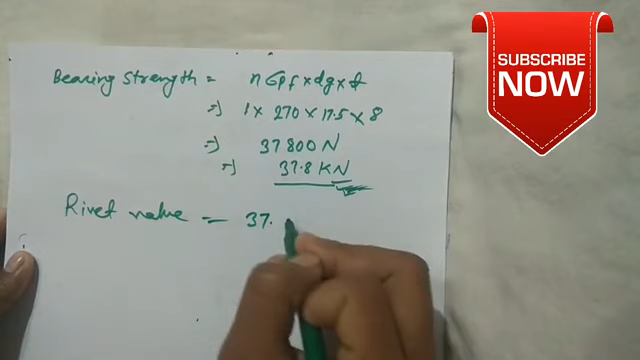 Bearing Strength = n σpf x dg x t
=) 1 x 270 x 17.5 x 8
=) 37800 N
=) 37.8 KN
Rivet value = 37.
SUBSCRIBE
NOW